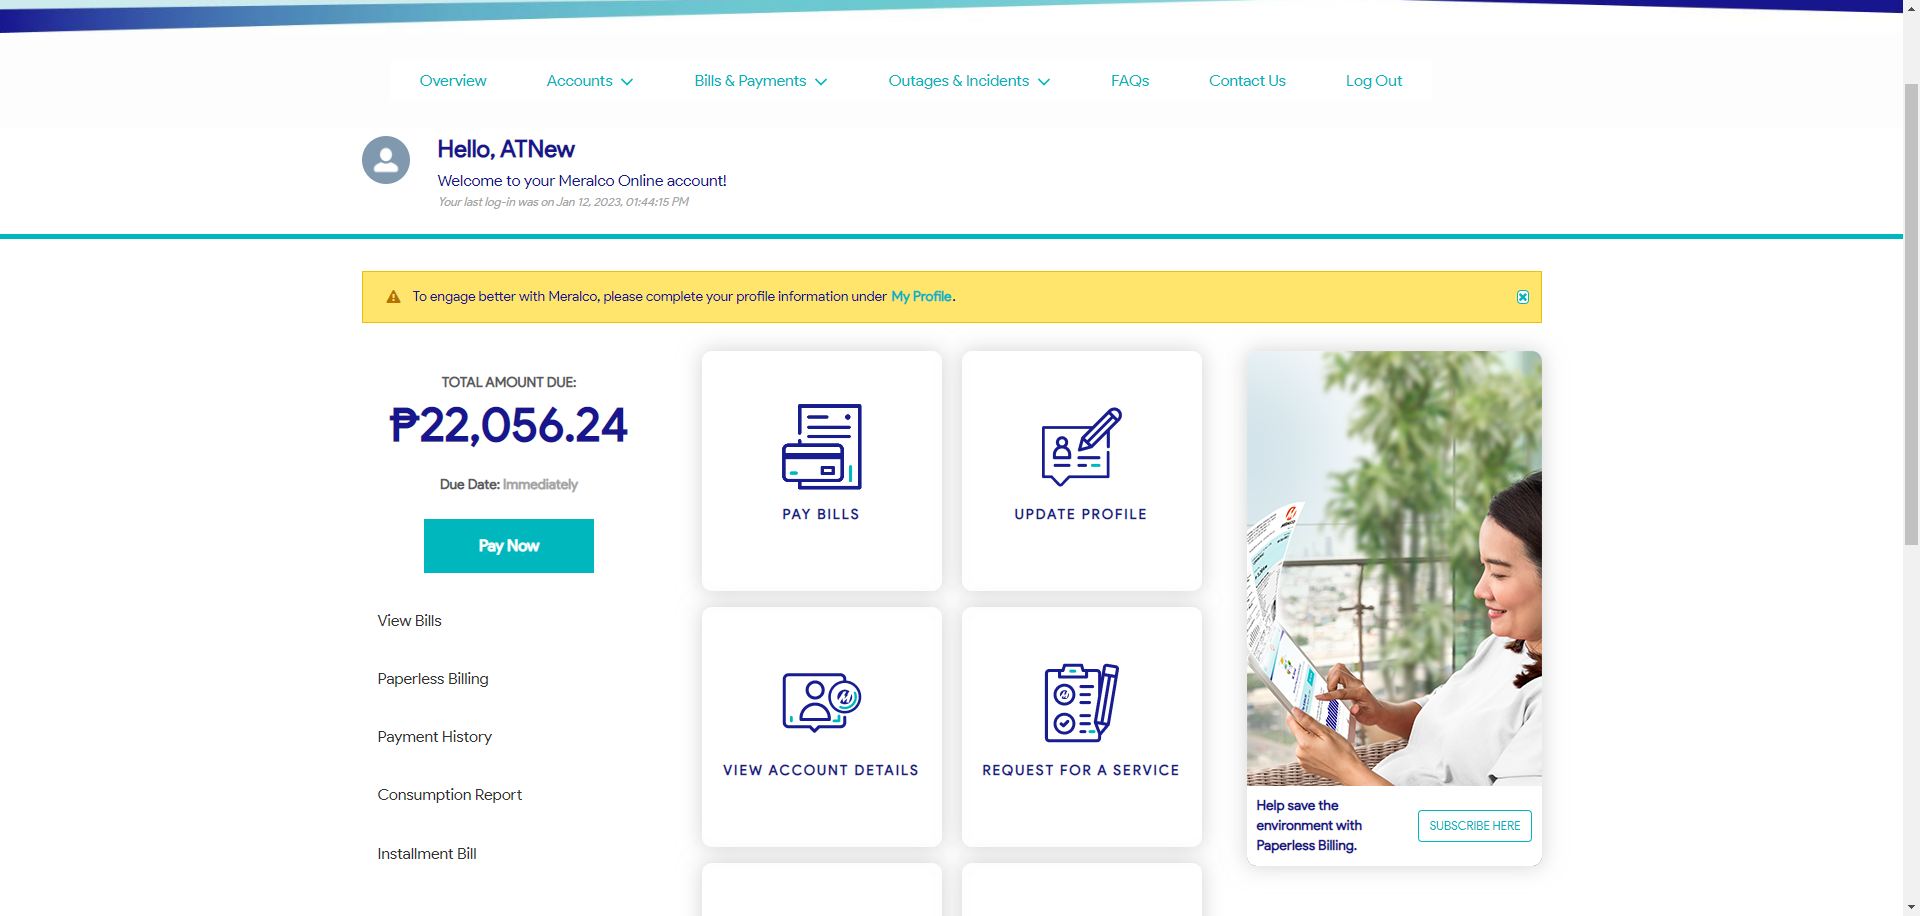 Overview
Accounts
Bills & Payments
Outages & Incidents
FAQs
Contact Us
Log Out
Hello, ATNew
Welcome to your Meralco Online account!
Your last log-in was on Jan 12, 2023, 01:44:15 PM
To engage better with Meralco, please complete your profile information under My Profile.
TOTAL AMOUNT DUE:
₱22,056.24
Due Date: Immediately
Pay Now
View Bills
Paperless Billing
Payment History
Consumption Report
Installment Bill
PAY BILLS
UPDATE PROFILE
VIEW ACCOUNT DETAILS
REQUEST FOR A SERVICE
MERALCO
Help save the
environment with
Paperless Billing.
SUBSCRIBE HERE